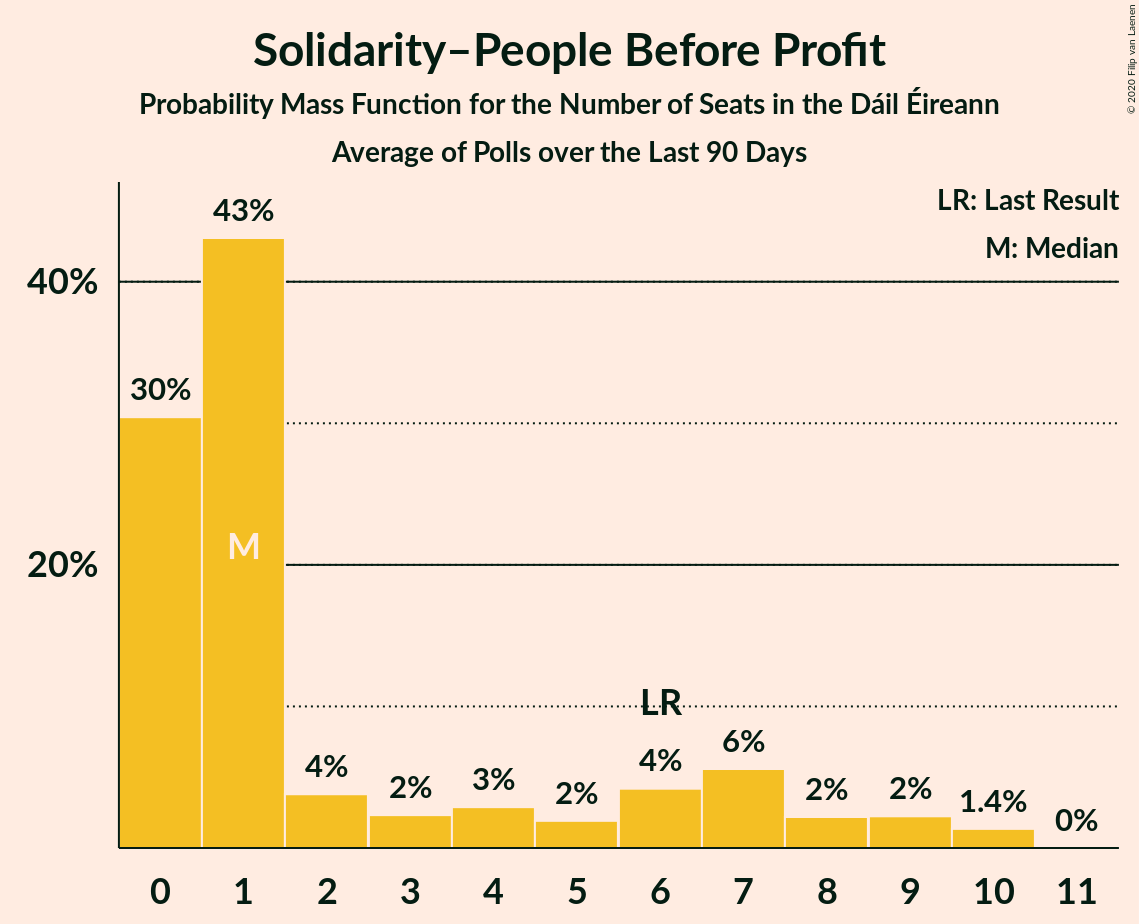 Solidarity–People Before Profit
Probability Mass Function for the Number of Seats in the Dáil Éireann
Average of Polls over the Last 90 Days
© 2020 Filip van Laenen
LR: Last Result
M: Median
43%
40%
30%
M
20%
LR
6%
4%
4%
3%
2%
2%
2%
2%
1.4%
0%
0 1 2 3 4 5 6 7 8 9 10 11